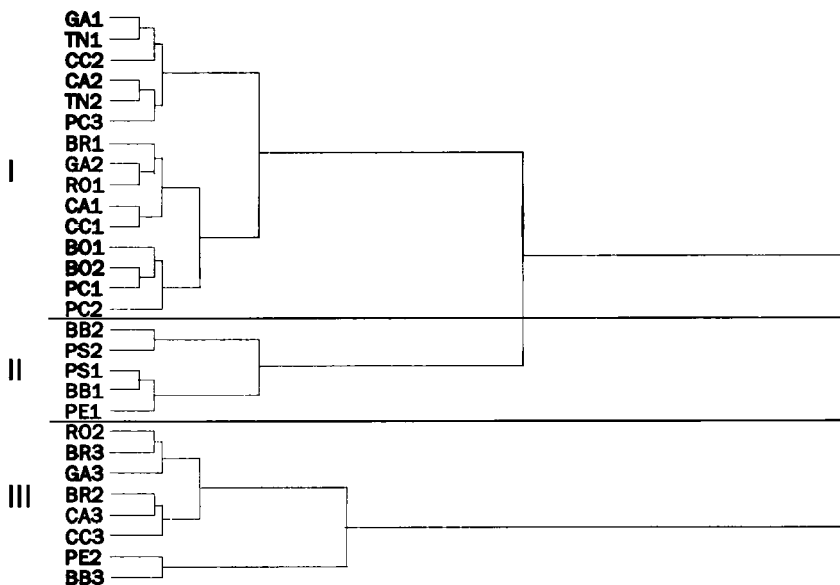 GA1
TN1
CC2
CA2
TN2
PC3
BR1
GA2
I
RO1
CA1
CC1
BO1
BO2
PC1
PC2
BB2
PS2
II
PS1
BB1
PE1
RO2
BR3
GA3
III
BR2
CA3
CC3
PE2
BB3